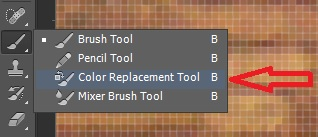 Brush Tool B
Pencil Tool B
Color Replacement Tool B
Mixer Brush Tool B